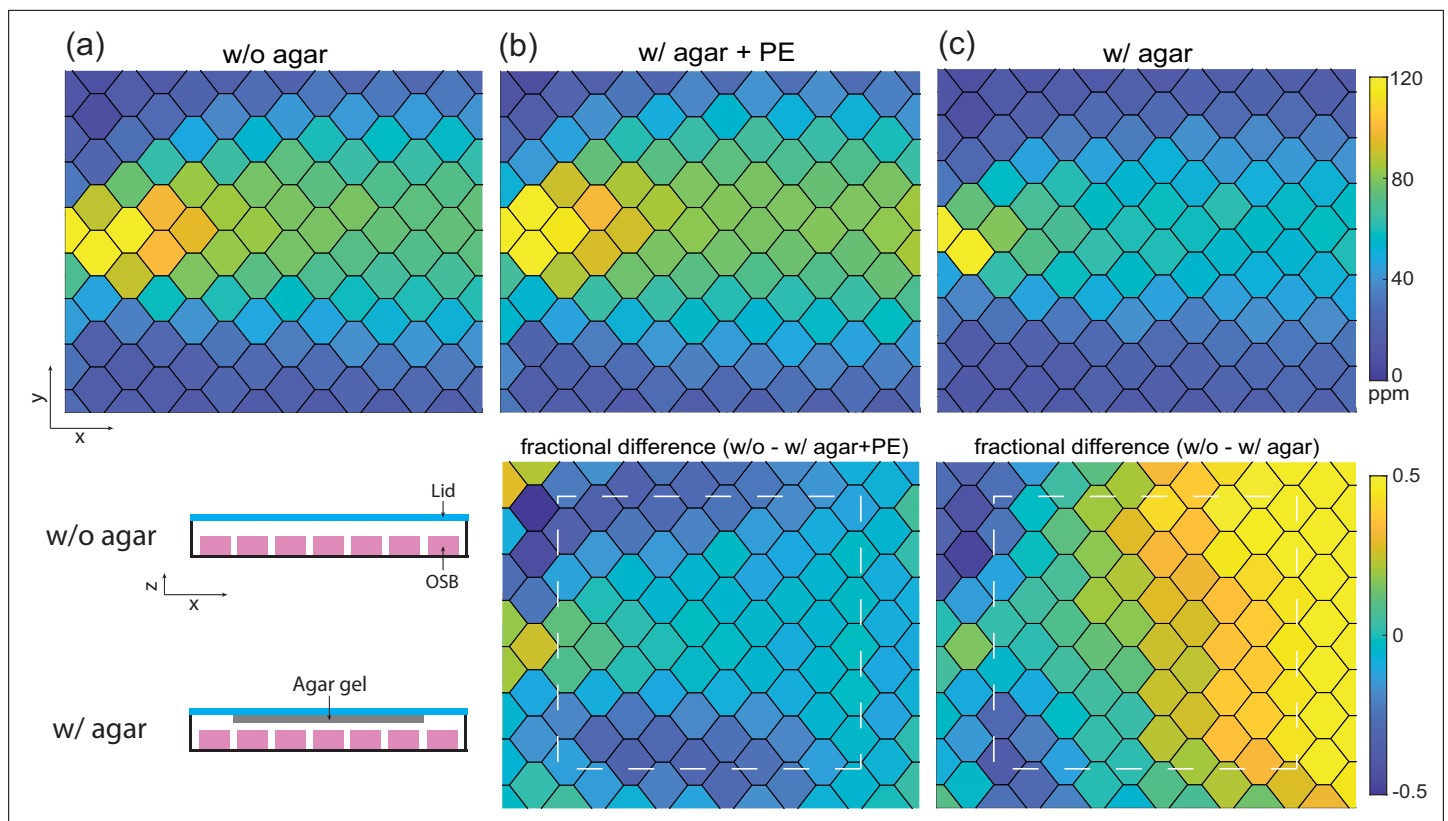 (a)
w/o agar
(b)
w/ agar + PE
(c)
w/ agar
120
80
40
0
ppm
y
x
fractional difference (w/o - w/ agar+PE)
fractional difference (w/o - w/ agar)
0.5
0
-0.5
w/o agar
Lid
OSB
z
x
w/ agar
Agar gel